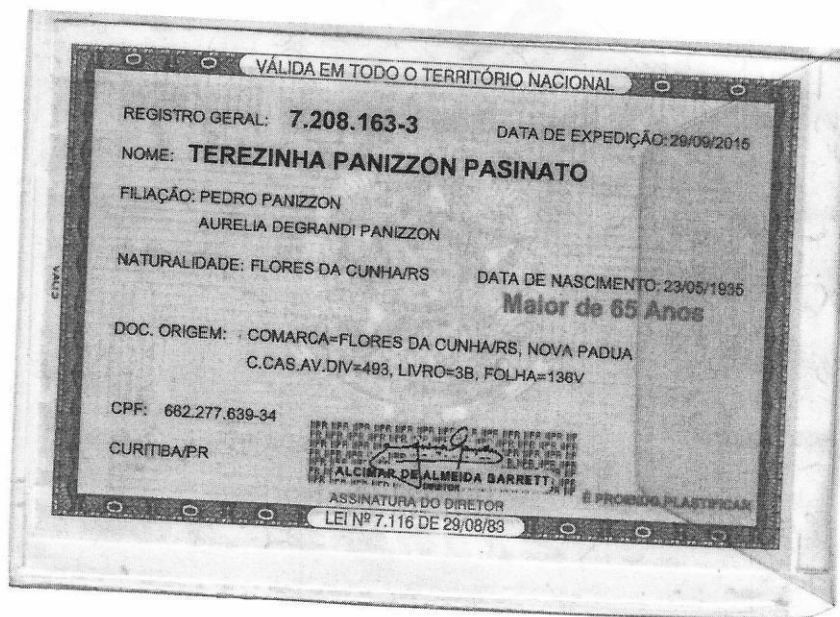 VÁLIDA EM TODO O TERRITÓRIO NACIONAL
REGISTRO GERAL: 7.208.163-3 DATA DE EXPEDIÇÃO: 29/09/2015
NOME: TEREZINHA PANIZZON PASINATO
FILIAÇÃO: PEDRO PANIZZON
AURELIA DEGRANDI PANIZZON
NATURALIDADE: FLORES DA CUNHA/RS DATA DE NASCIMENTO: 23/05/1935
Maior de 65 Anos
DOC. ORIGEM: COMARCA=FLORES DA CUNHA/RS, NOVA PADUA
C.CAS.AV.DIV=493, LIVRO=3B, FOLHA=136V
CPF: 662.277.639-34
CURITIBA/PR
ALCIMAR DE ALMEIDA GARRETT
DIRETOR
ASSINATURA DO DIRETOR
É PROIBIDO PLASTIFICAR
LEI Nº 7.116 DE 29/08/83